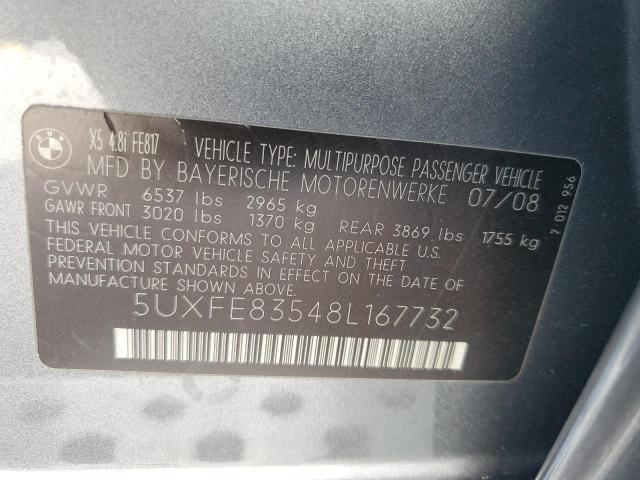 BMW
X5 4.8i FE817
VEHICLE TYPE: MULTIPURPOSE PASSENGER VEHICLE
MFD BY BAYERISCHE MOTORENWERKE 07/08
GVWR 6537 lbs 2965 kg
GAWR FRONT 3020 lbs 1370 kg REAR 3869 lbs 1755 kg
THIS VEHICLE CONFORMS TO ALL APPLICABLE U.S.
FEDERAL MOTOR VEHICLE SAFETY AND THEFT
PREVENTION STANDARDS IN EFFECT ON THE DATE OF
MANUFACTURE SHOWN ABOVE.
5UXFE83548L167732
7 012 956